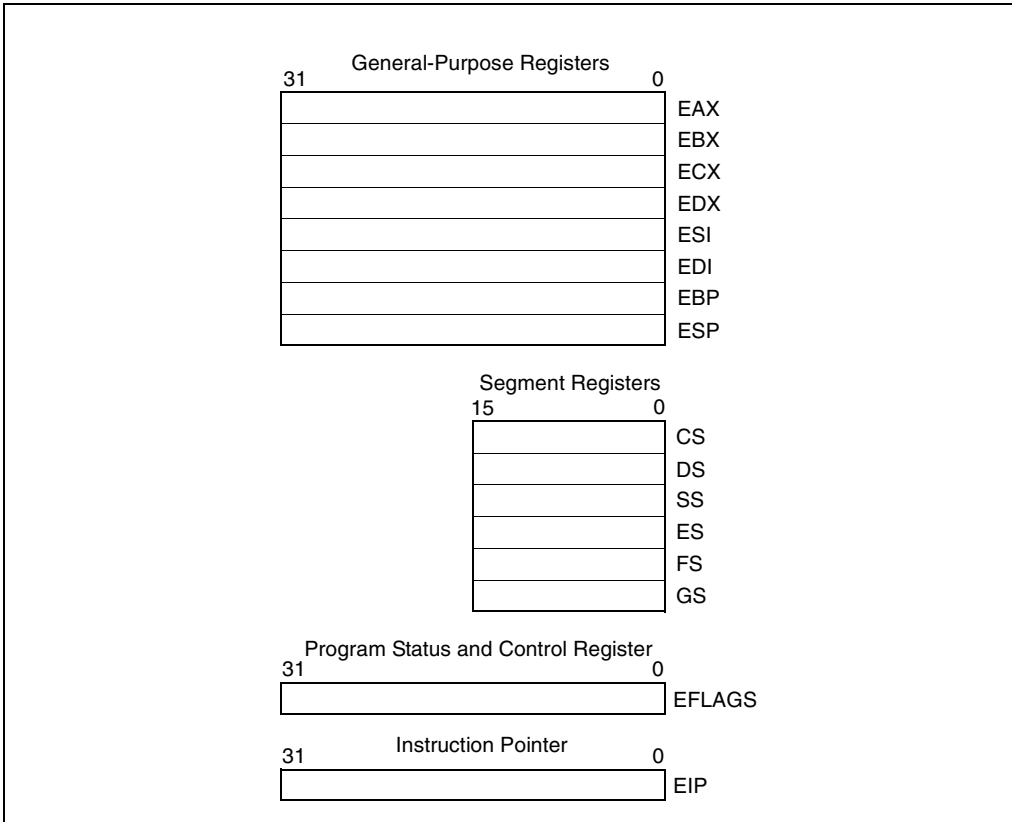 General-Purpose Registers
31 0
EAX
EBX
ECX
EDX
ESI
EDI
EBP
ESP
Segment Registers
15 0
CS
DS
SS
ES
FS
GS
Program Status and Control Register
31 0
EFLAGS
Instruction Pointer
31 0
EIP